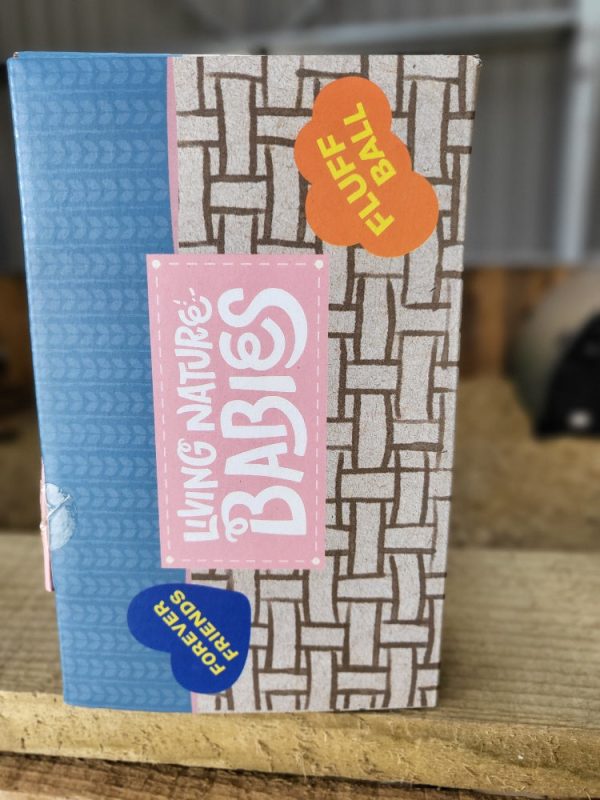 FLUFF
BALL
LIVING NATURE
BABIES
FOREVER
FRIENDS